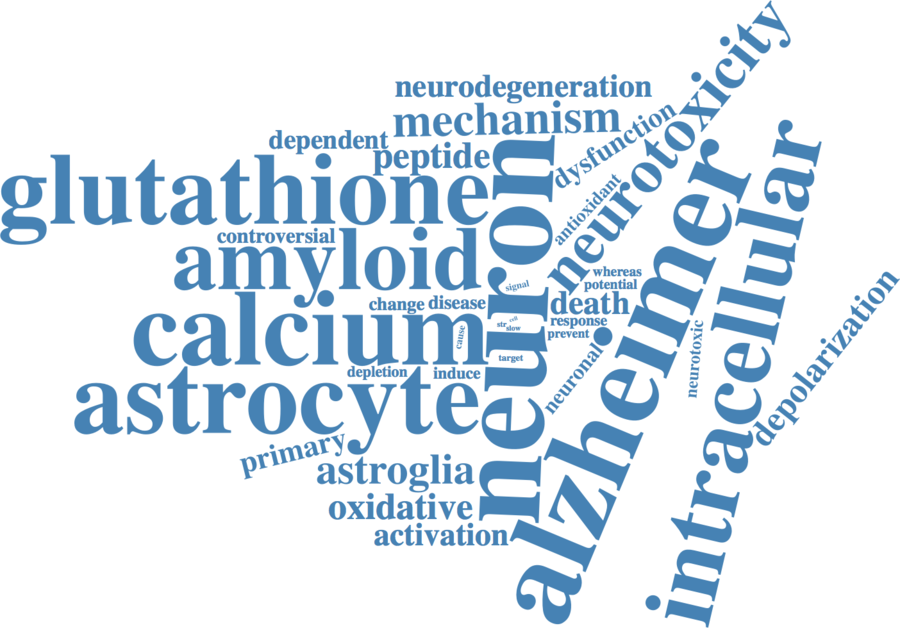 neurodegeneration
mechanism
dependent
peptide
glutathione
controversial
amyloid
change
disease
calcium
depletion
induce
astrocyte
primary
astroglia
oxidative
activation
neuron
signal
cell
str
slow
cause
target
dysfunction
antioxidant
neurotoxicity
whereas
potential
death
response
prevent
neuronal
alzheimer
neurotoxic
intracellular
depolarization